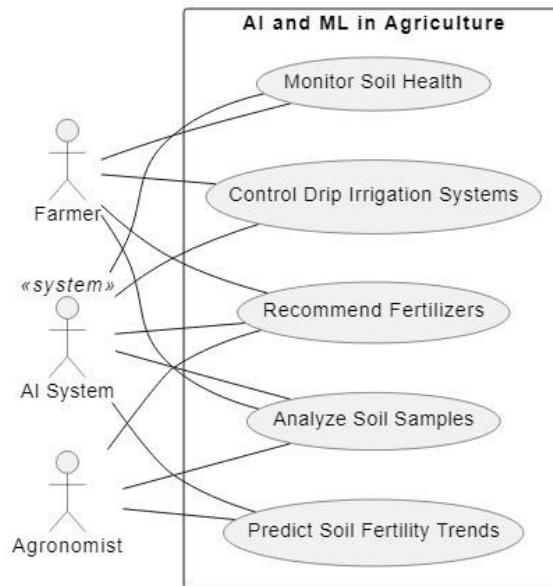 AI and ML in Agriculture
Monitor Soil Health
Farmer
Control Drip Irrigation Systems
«system»
AI System
Recommend Fertilizers
Analyze Soil Samples
Agronomist
Predict Soil Fertility Trends